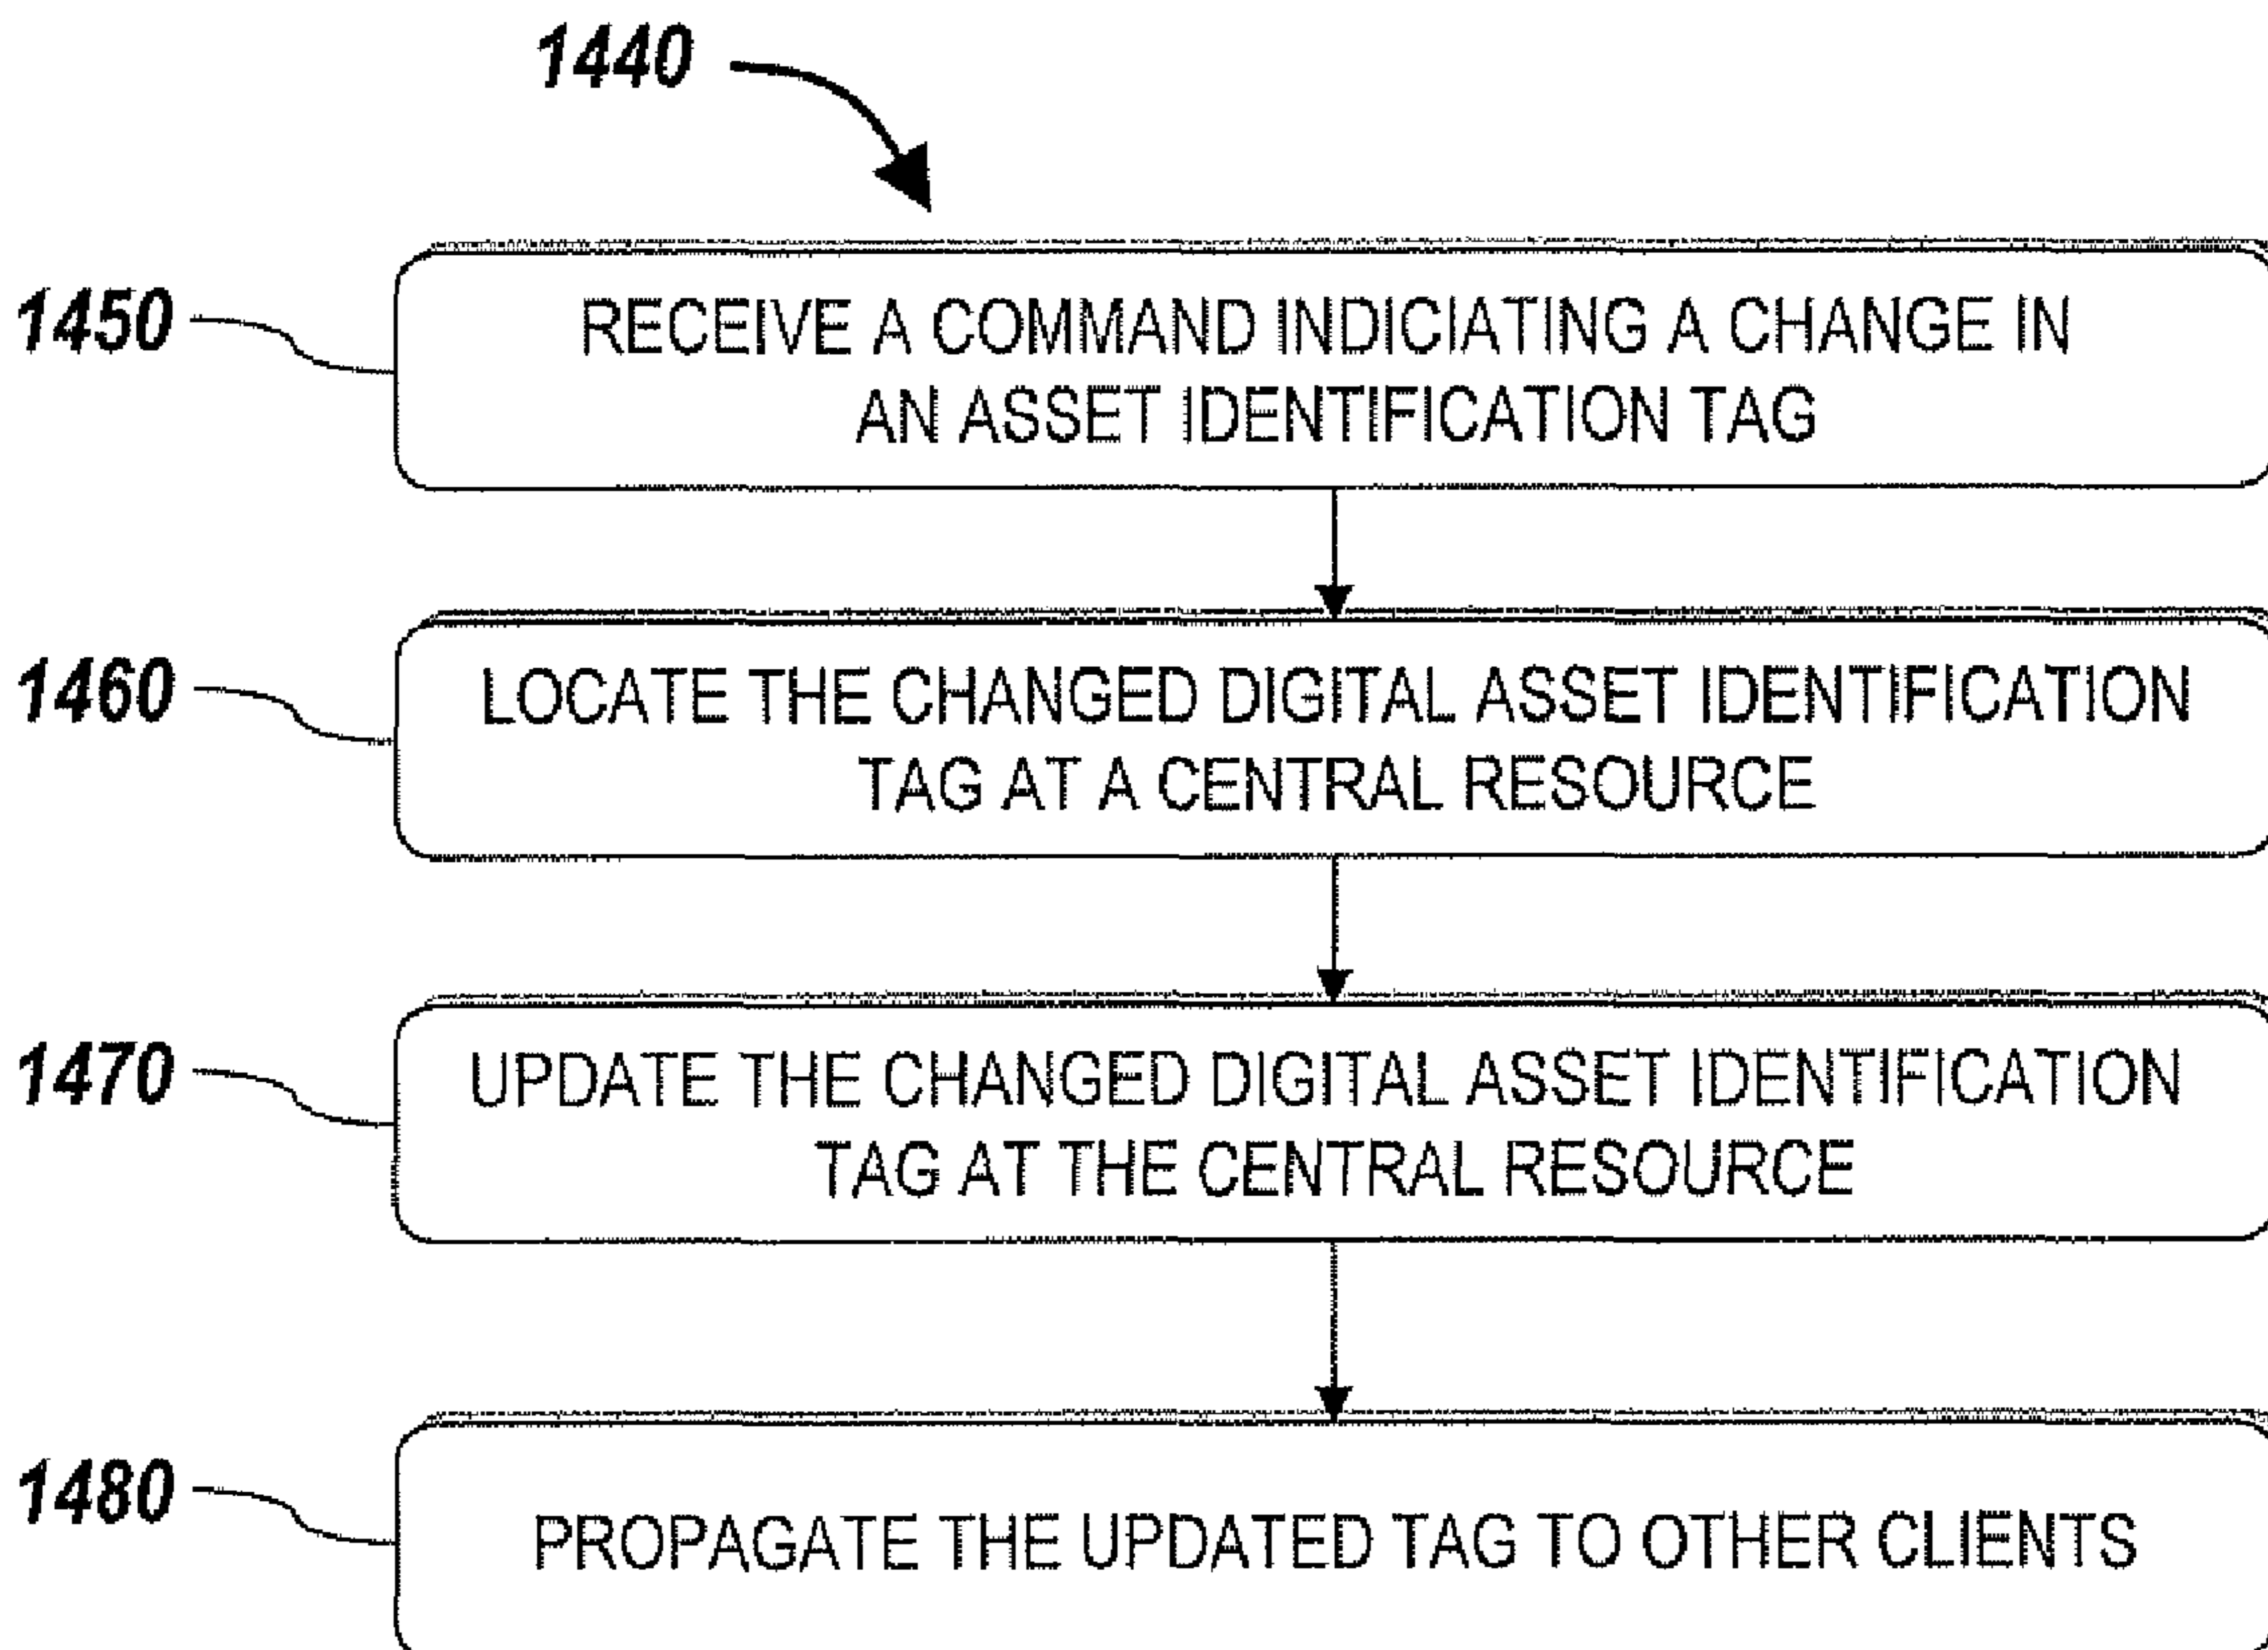 1440
1450
RECEIVE A COMMAND INDICIATING A CHANGE IN
AN ASSET IDENTIFICATION TAG
1460
LOCATE THE CHANGED DIGITAL ASSET IDENTIFICATION
TAG AT A CENTRAL RESOURCE
1470
UPDATE THE CHANGED DIGITAL ASSET IDENTIFICATION
TAG AT THE CENTRAL RESOURCE
1480
PROPAGATE THE UPDATED TAG TO OTHER CLIENTS